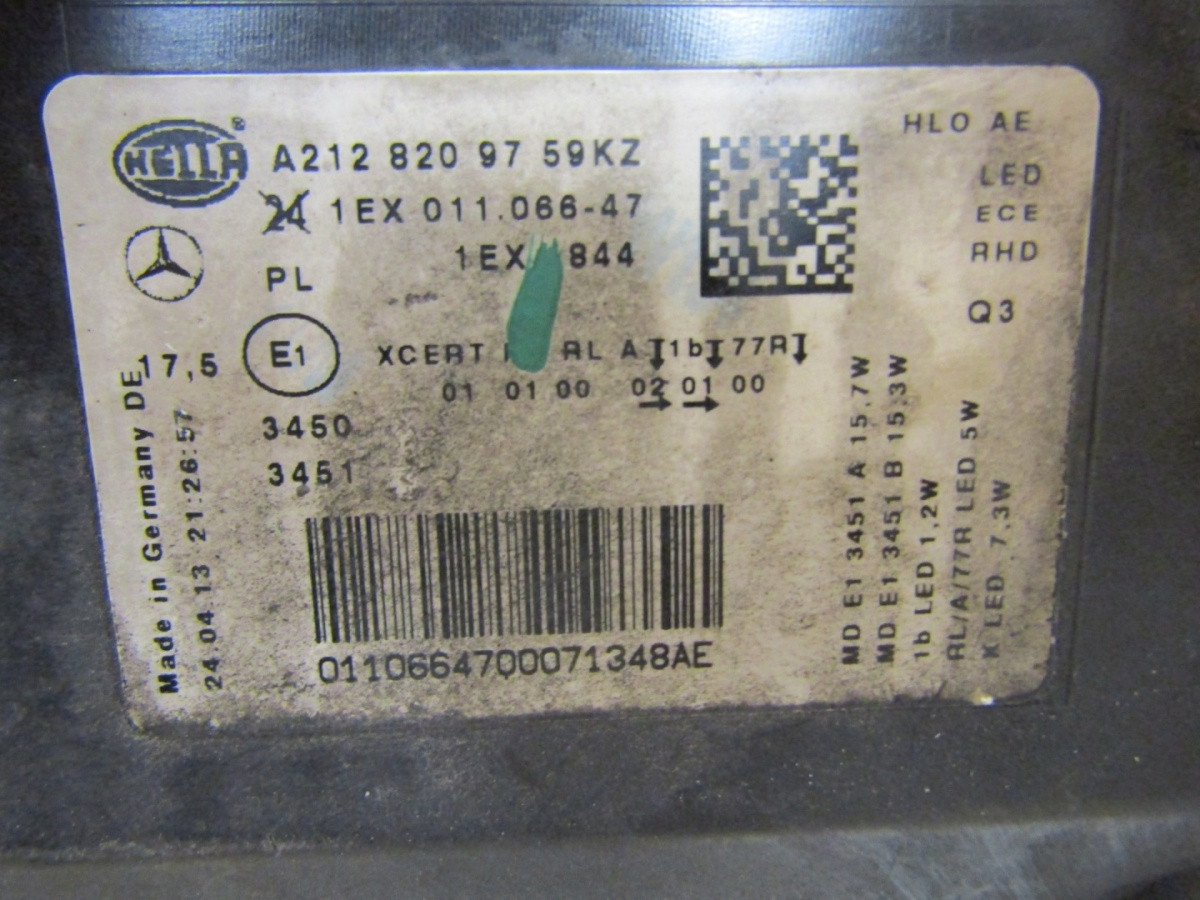 HELLA®
A212 820 97 59KZ
24 1EX 011.066-47
1EX 844
PL
HLO AE
LED
ECE
RHD
Q3
E1
XCERT RL A 1b 77R
01 01 00 02 01 00
17,5
3450
3451
Made in Germany DE
24.04.13 21:26:57
0110664700071348AE
MD E1 3451 A 15,7W
MD E1 3451 B 15,3W
1b LED 1,2W
RL/A/77R LED 5W
K LED 7,3W